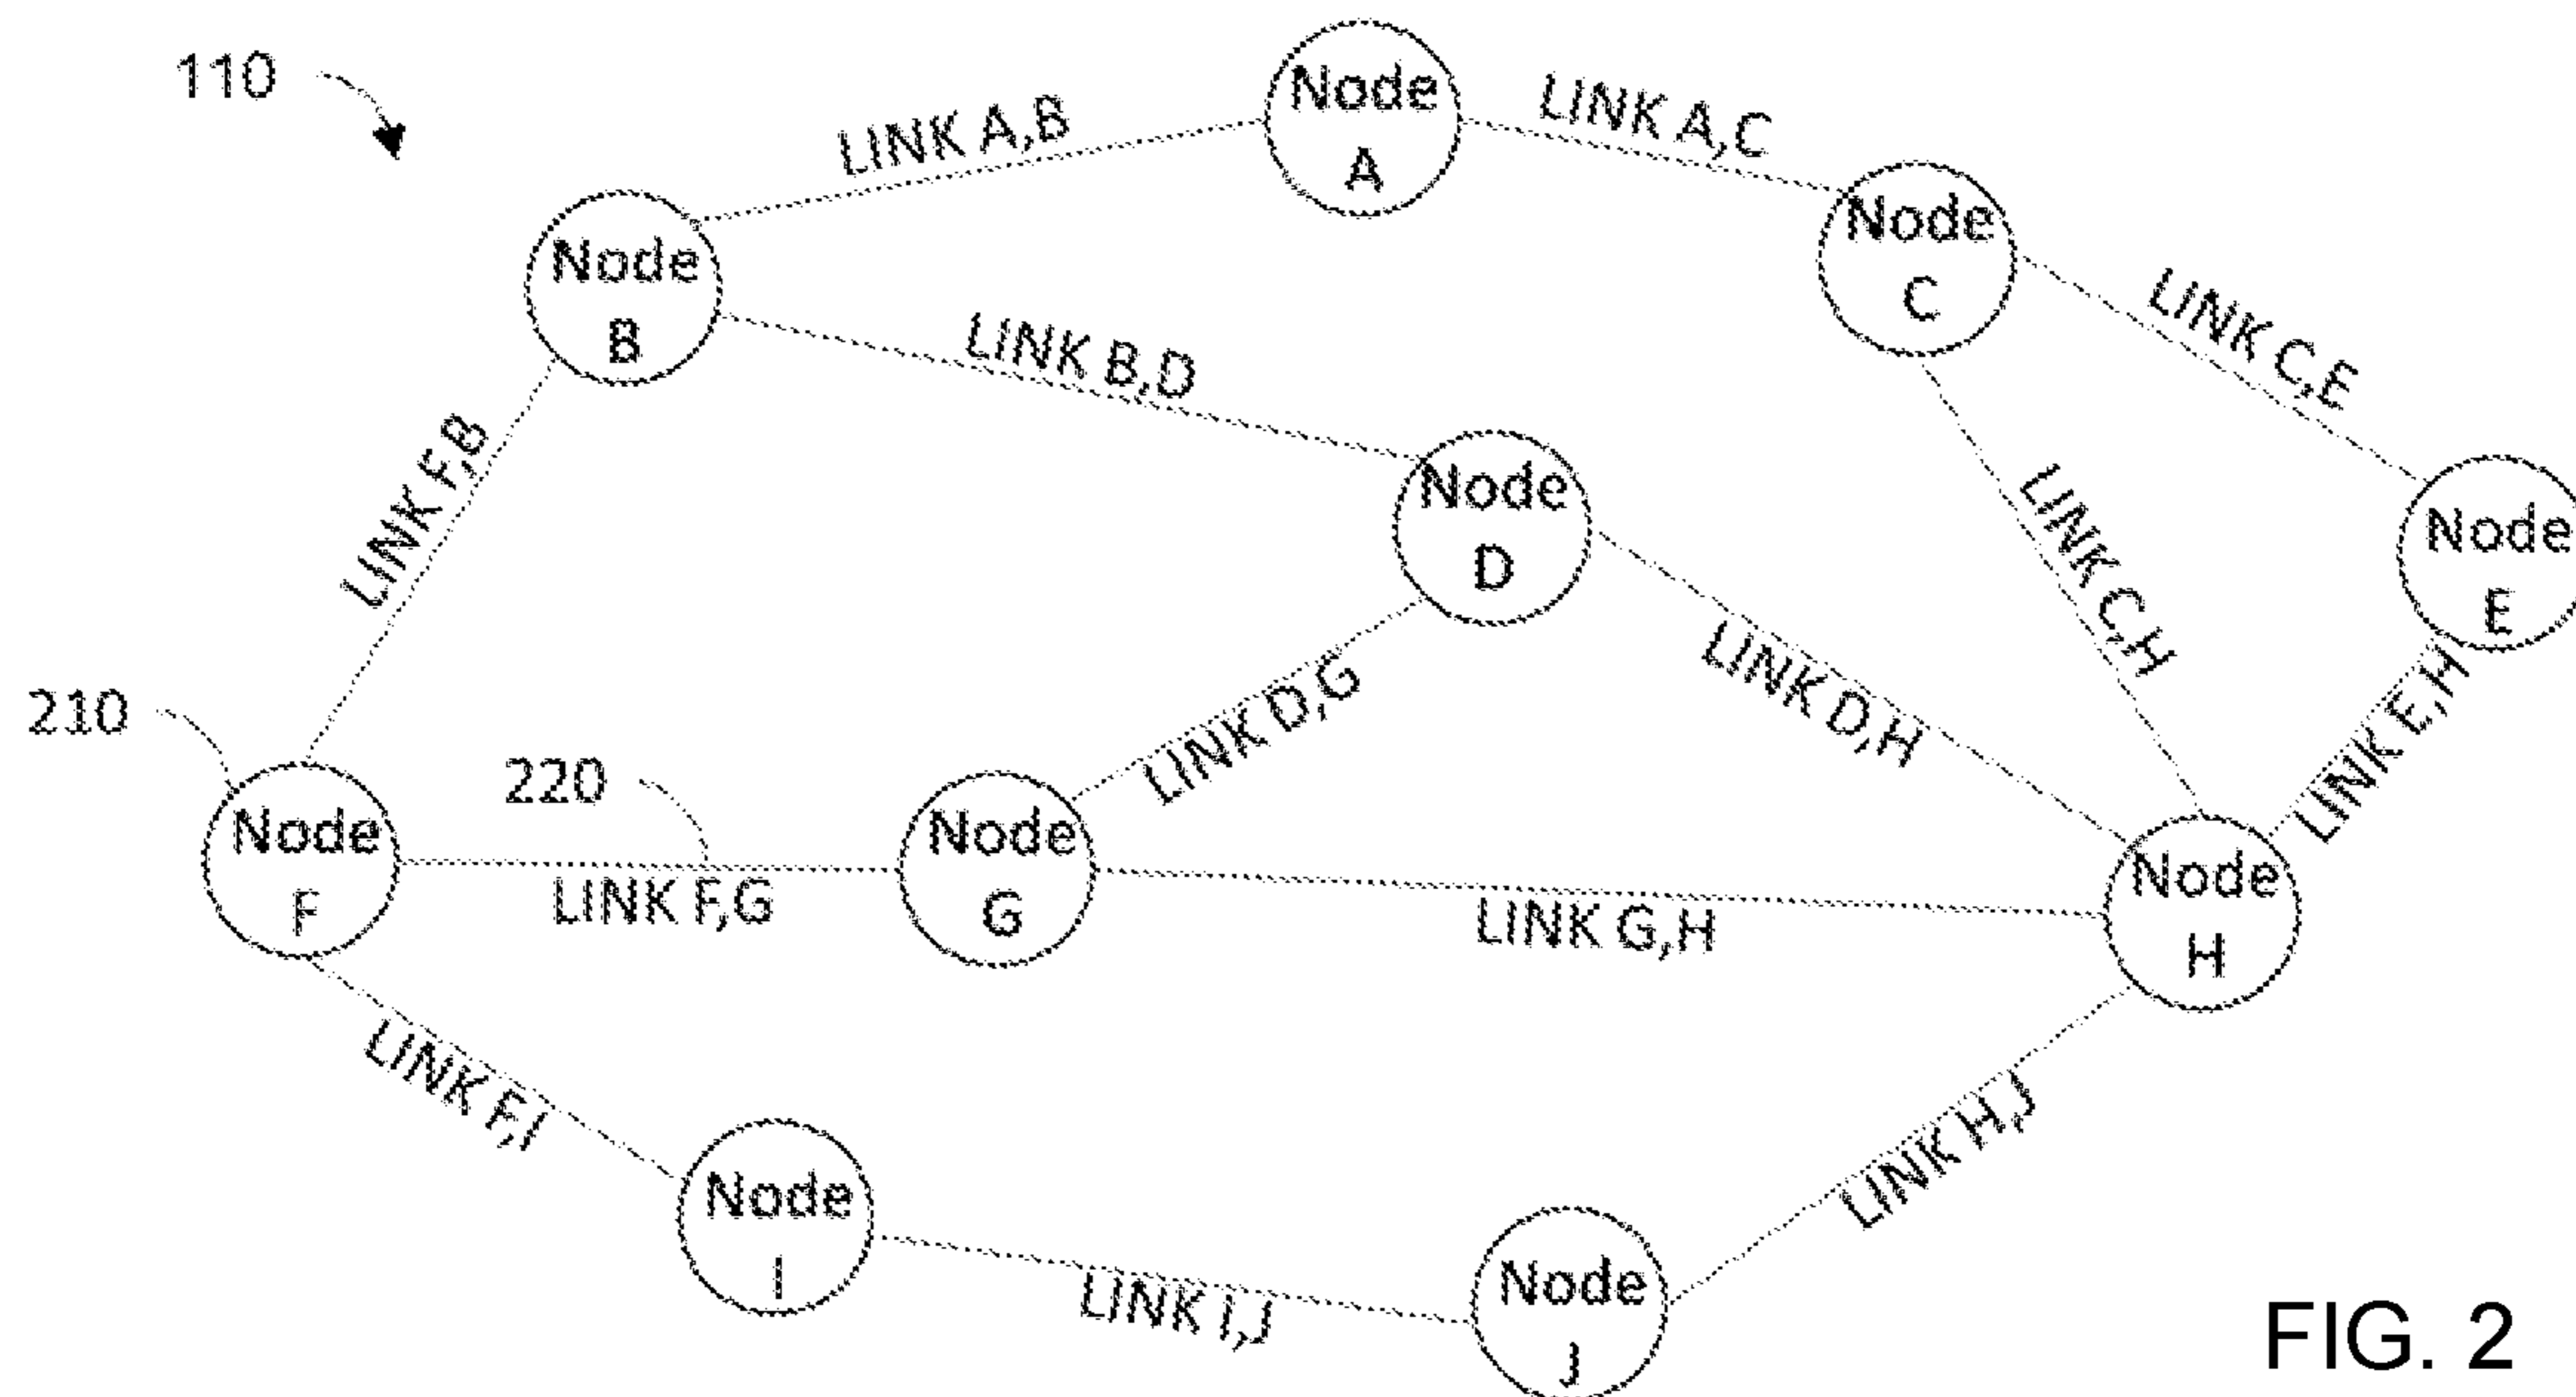 110
Node
A
LINK A,B
LINK A,C
Node
B
Node
C
LINK B,D
LINK C,E
LINK F,B
Node
D
LINK C,H
Node
E
LINK D,G
LINK D,H
LINK E,H
210
220
Node
F
LINK F,G
Node
G
LINK G,H
Node
H
LINK F,I
LINK H,J
Node
I
LINK I,J
Node
J
FIG. 2